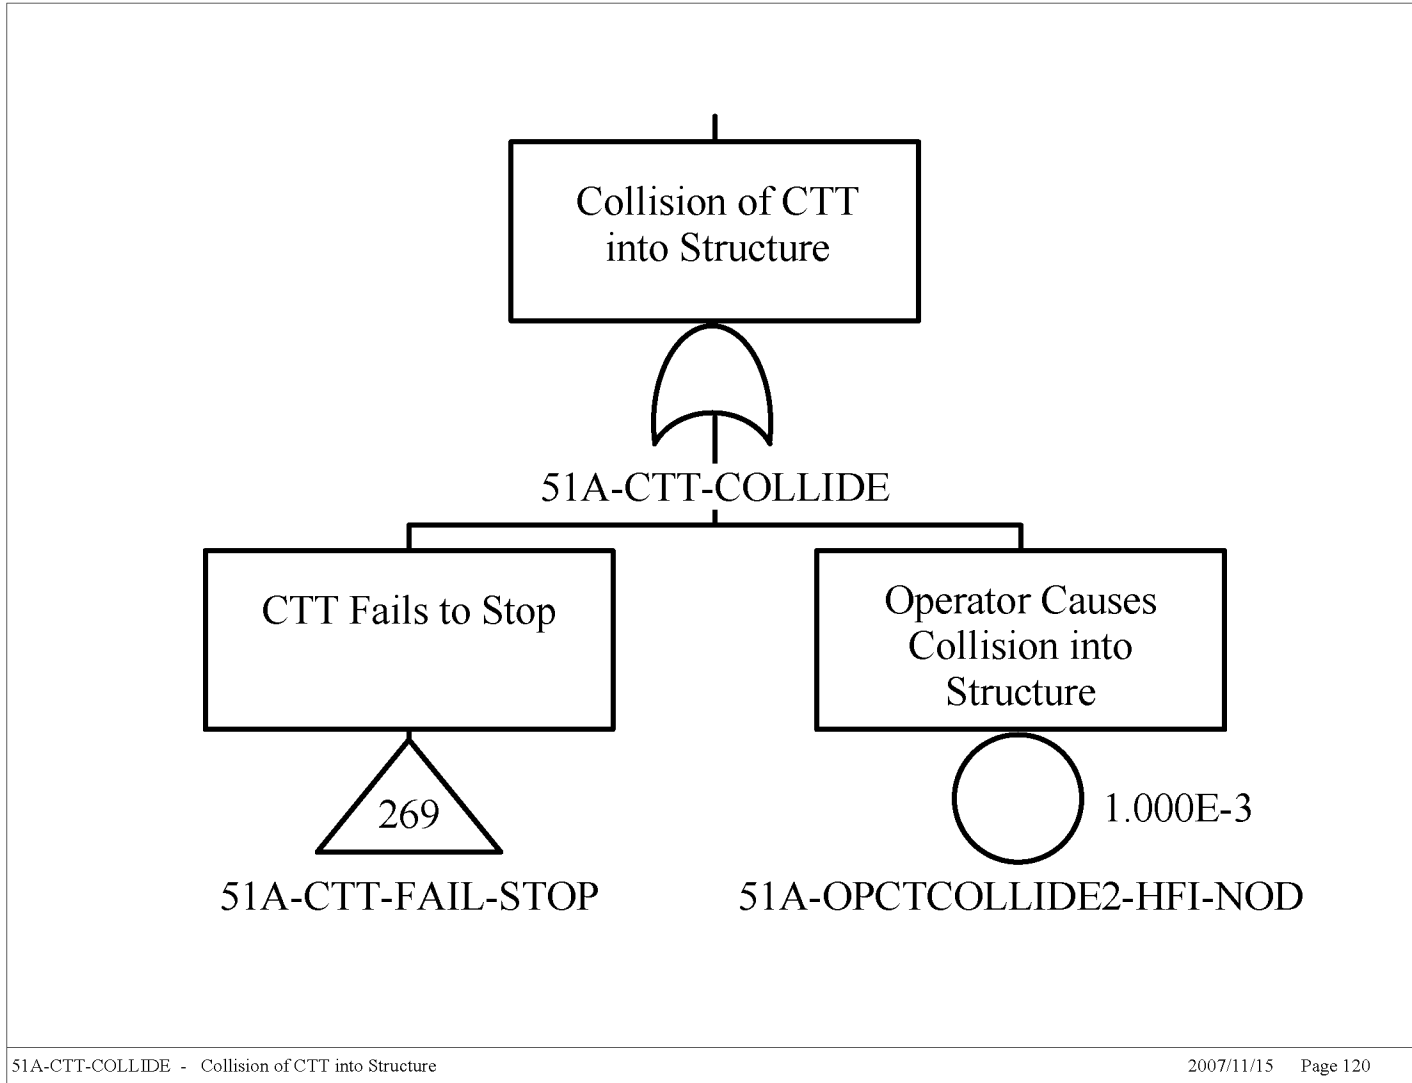 Collision of CTT
into Structure
51A-CTT-COLLIDE
CTT Fails to Stop
Operator Causes
Collision into
Structure
269
1.000E-3
51A-CTT-FAIL-STOP
51A-OPCTCOLLIDE2-HFI-NOD
51A-CTT-COLLIDE - Collision of CTT into Structure
2007/11/15 Page 120